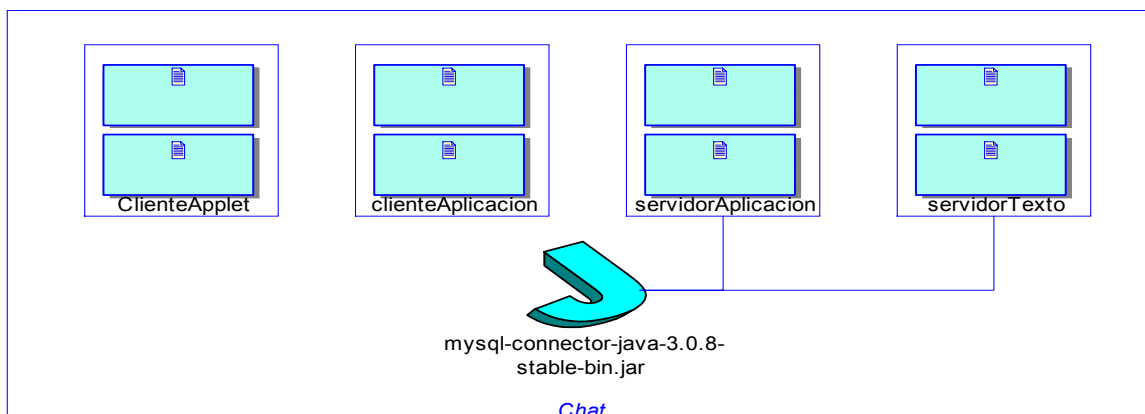 ClienteApplet
clienteAplicacion
servidorAplicacion
servidorTexto
mysql-connector-java-3.0.8-
stable-bin.jar
Chat